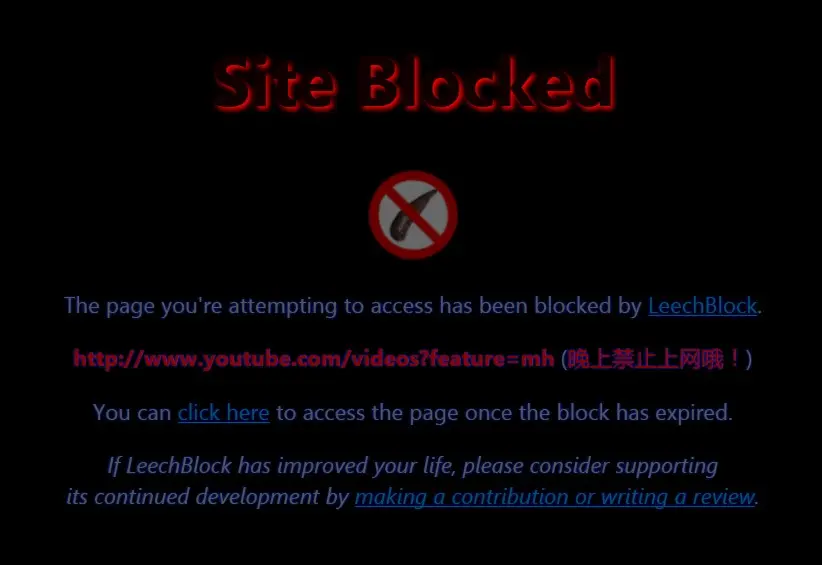 Site Blocked
The page you're attempting to access has been blocked by LeechBlock.
http://www.youtube.com/videos?feature=mh (晚上禁止上网哦！)
You can click here to access the page once the block has expired.
If LeechBlock has improved your life, please consider supporting
its continued development by making a contribution or writing a review.